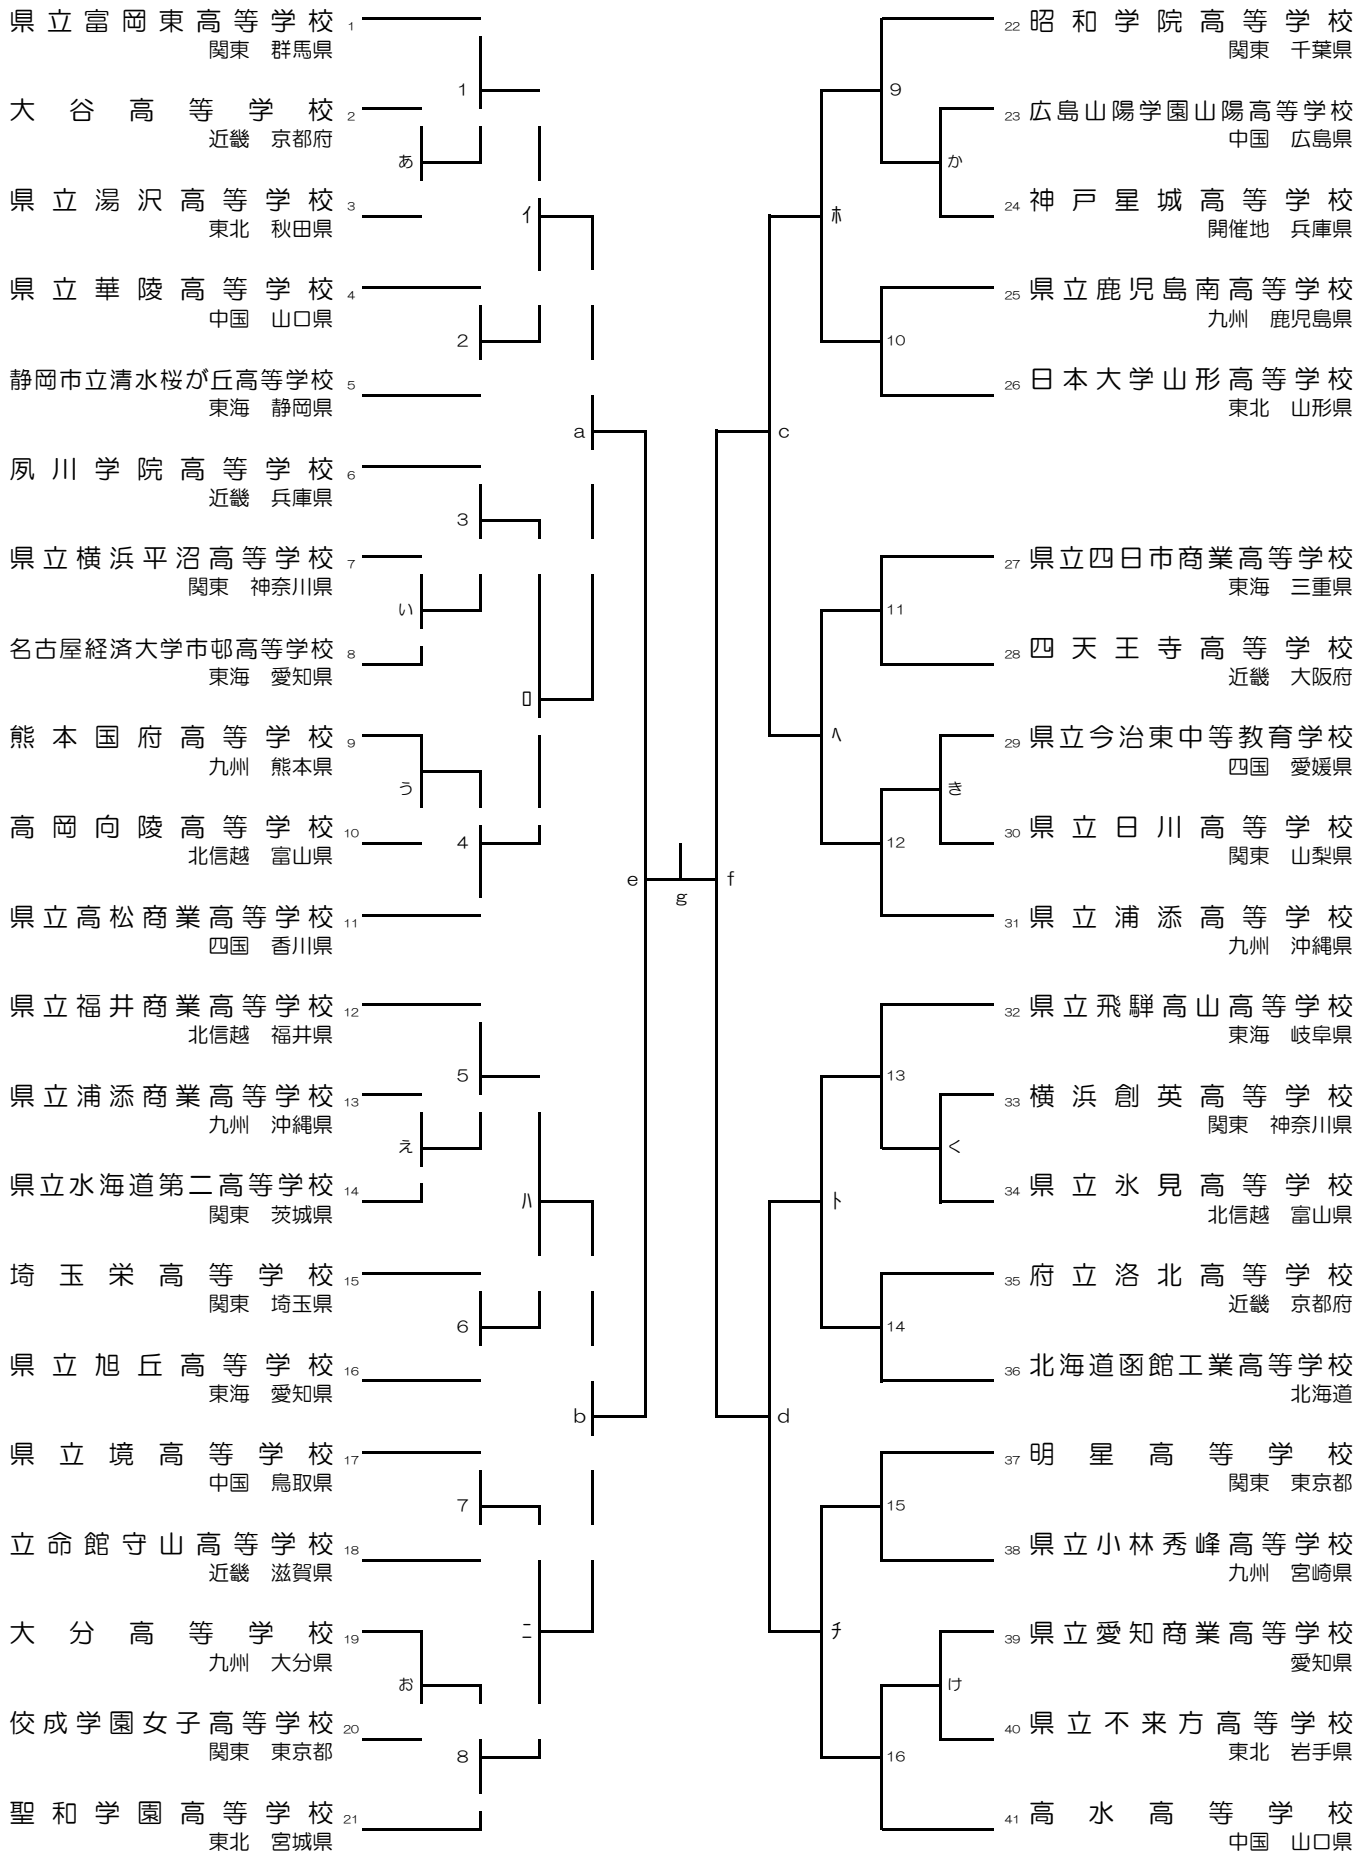 県立富岡東高等学校 1
関東 群馬県
1
大谷高等学校 2
近畿 京都府
あ
県立湯沢高等学校 3
東北 秋田県
イ
県立華陵高等学校 4
中国 山口県
2
静岡市立清水桜が丘高等学校 5
東海 静岡県
a
夙川学院高等学校 6
近畿 兵庫県
3
県立横浜平沼高等学校 7
関東 神奈川県
い
名古屋経済大学市邨高等学校 8
東海 愛知県
ロ
熊本国府高等学校 9
九州 熊本県
う
高岡向陵高等学校 10
北信越 富山県
4
県立高松商業高等学校 11
四国 香川県
県立福井商業高等学校 12
北信越 福井県
5
県立浦添商業高等学校 13
九州 沖縄県
え
県立水海道第二高等学校 14
関東 茨城県
ハ
埼玉栄高等学校 15
関東 埼玉県
6
県立旭丘高等学校 16
東海 愛知県
b
県立境高等学校 17
中国 鳥取県
7
立命館守山高等学校 18
近畿 滋賀県
大分高等学校 19
九州 大分県
ニ
お
佼成学園女子高等学校 20
関東 東京都
8
聖和学園高等学校 21
東北 宮城県
e
g
f
22 昭和学院高等学校
関東 千葉県
9
23 広島山陽学園山陽高等学校
中国 広島県
か
24 神戸星城高等学校
開催地 兵庫県
ホ
25 県立鹿児島南高等学校
九州 鹿児島県
10
26 日本大学山形高等学校
東北 山形県
c
27 県立四日市商業高等学校
東海 三重県
11
28 四天王寺高等学校
近畿 大阪府
29 県立今治東中等教育学校
四国 愛媛県
ヘ
き
30 県立日川高等学校
関東 山梨県
12
31 県立浦添高等学校
九州 沖縄県
32 県立飛騨高山高等学校
東海 岐阜県
13
33 横浜創英高等学校
関東 神奈川県
く
34 県立氷見高等学校
北信越 富山県
ト
35 府立洛北高等学校
近畿 京都府
14
36 北海道函館工業高等学校
北海道
d
37 明星高等学校
関東 東京都
15
38 県立小林秀峰高等学校
九州 宮崎県
39 県立愛知商業高等学校
愛知県
チ
け
40 県立不来方高等学校
東北 岩手県
16
41 高水高等学校
中国 山口県